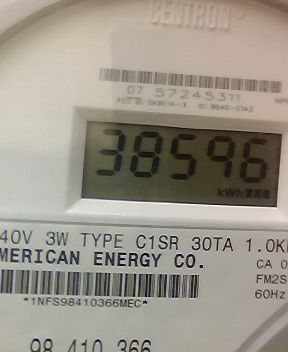 CENTRON
07 57245311
38596
kWh
40V 3W TYPE C1SR 30TA 1.0K
MERICAN ENERGY CO.
CA 0
FM2S
60Hz
*1NFS98410366MEC*
98 410 366